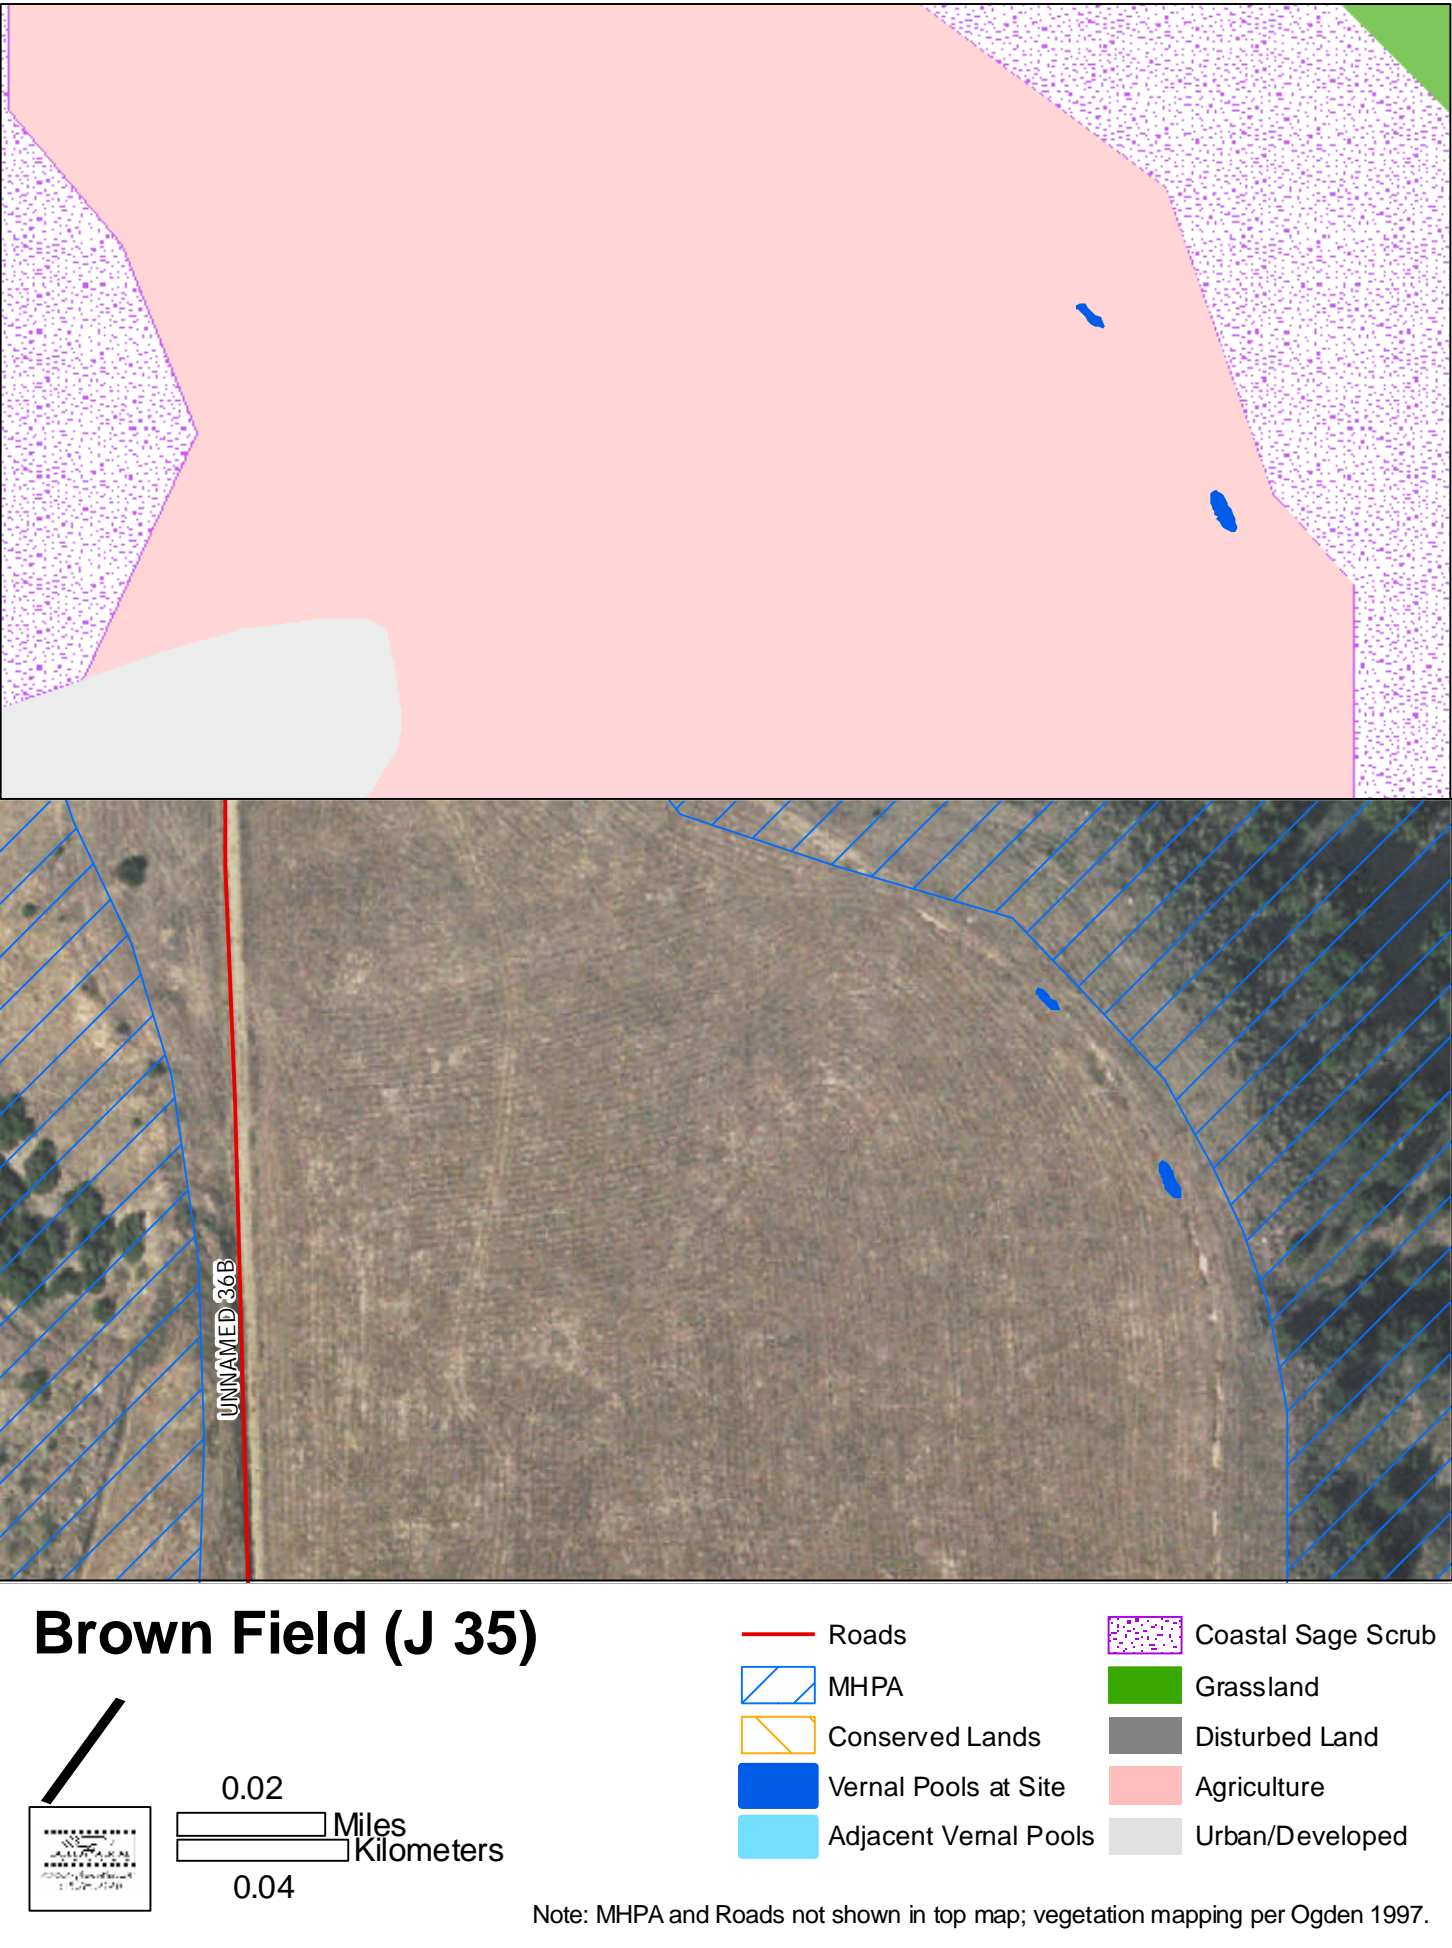 UNNAMED 36B
Brown Field (J 35)
0.02
Miles
Kilometers
0.04
Roads
MHPA
Conserved Lands
Vernal Pools at Site
Adjacent Vernal Pools
Coastal Sage Scrub
Grassland
Disturbed Land
Agriculture
Urban/Developed
Note: MHPA and Roads not shown in top map; vegetation mapping per Ogden 1997.